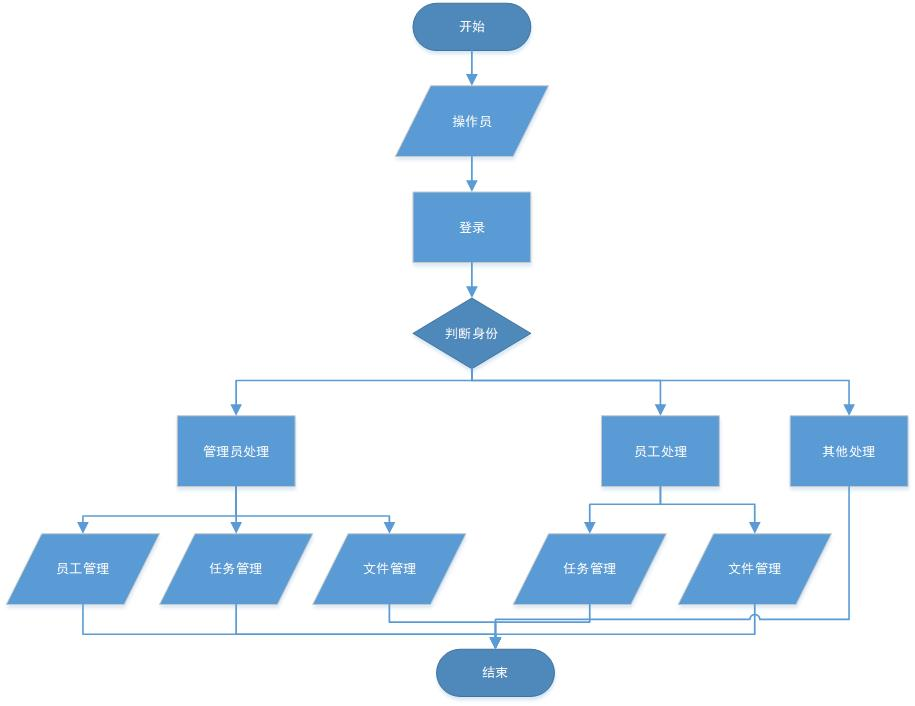 开始
操作员
登录
判断身份
管理员处理
员工处理
其他处理
员工管理
任务管理
文件管理
任务管理
文件管理
结束